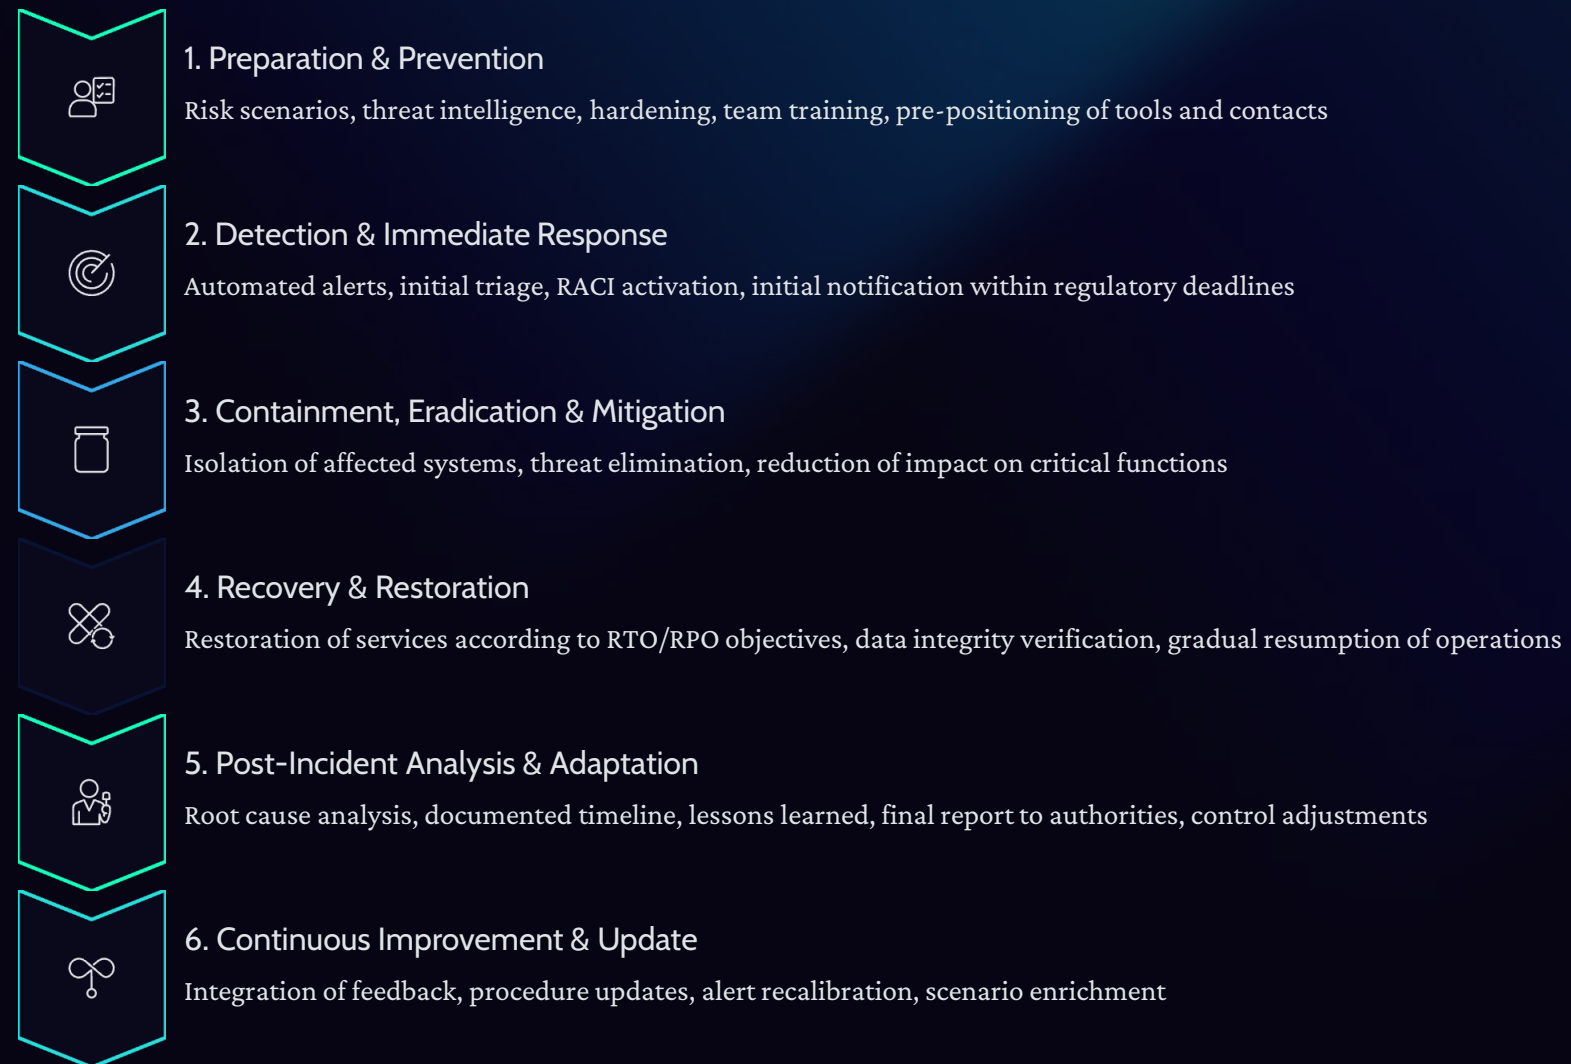 1. Preparation & Prevention
Risk scenarios, threat intelligence, hardening, team training, pre-positioning of tools and contacts
2. Detection & Immediate Response
Automated alerts, initial triage, RACI activation, initial notification within regulatory deadlines
3. Containment, Eradication & Mitigation
Isolation of affected systems, threat elimination, reduction of impact on critical functions
4. Recovery & Restoration
Restoration of services according to RTO/RPO objectives, data integrity verification, gradual resumption of operations
5. Post-Incident Analysis & Adaptation
Root cause analysis, documented timeline, lessons learned, final report to authorities, control adjustments
6. Continuous Improvement & Update
Integration of feedback, procedure updates, alert recalibration, scenario enrichment